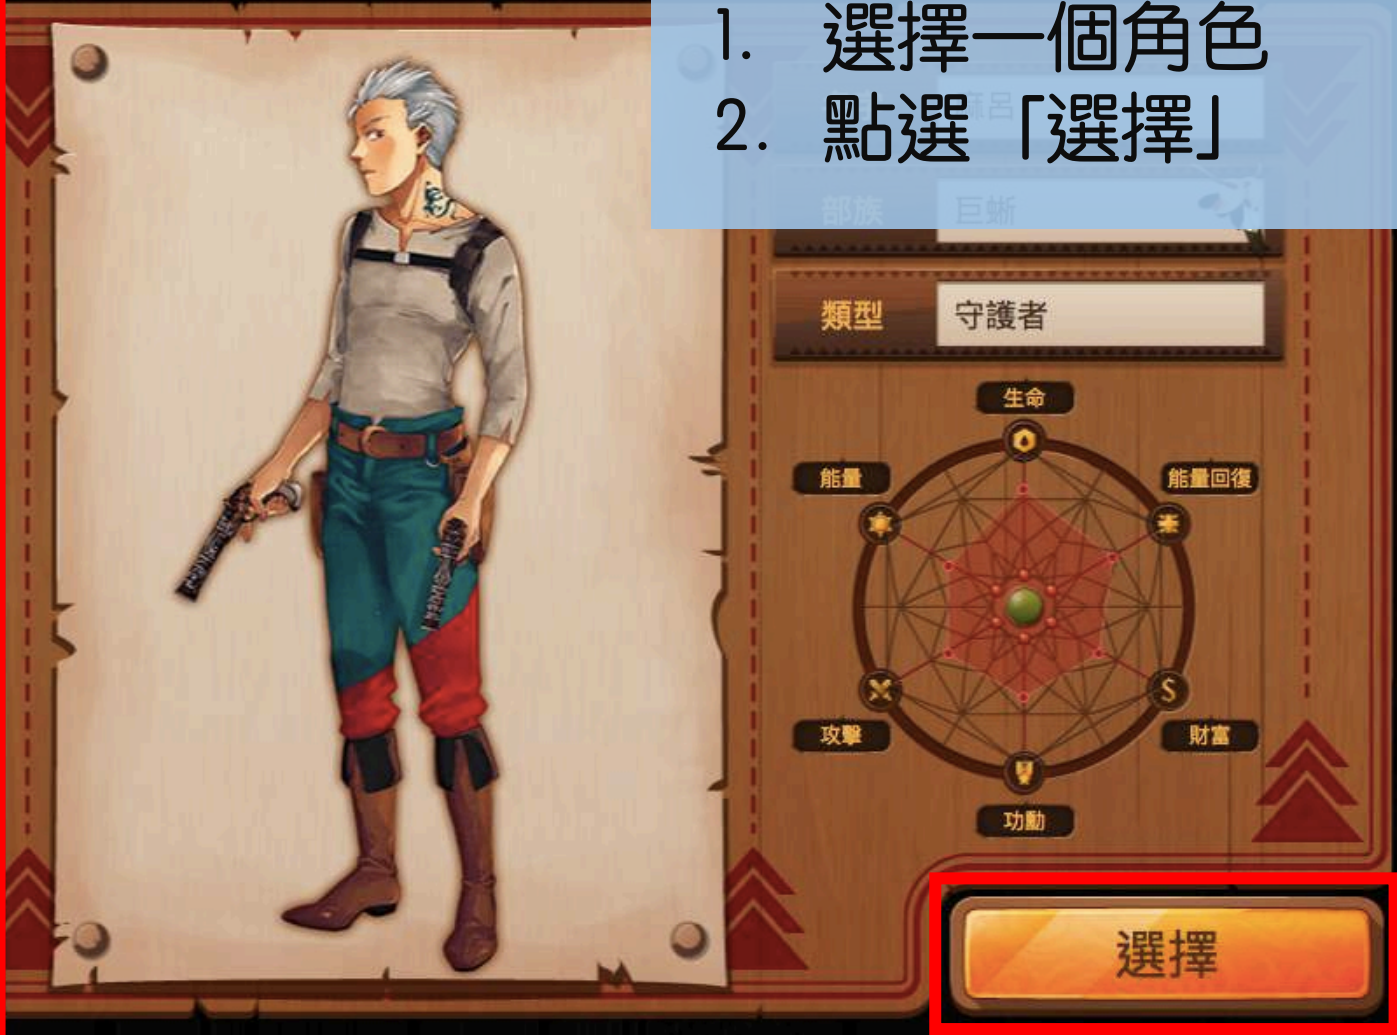 1. 選擇一個角色
2. 點選「選擇」
部族 巨蜥
類型 守護者
生命
能量 能量回復
攻擊 財富
功勳
選擇